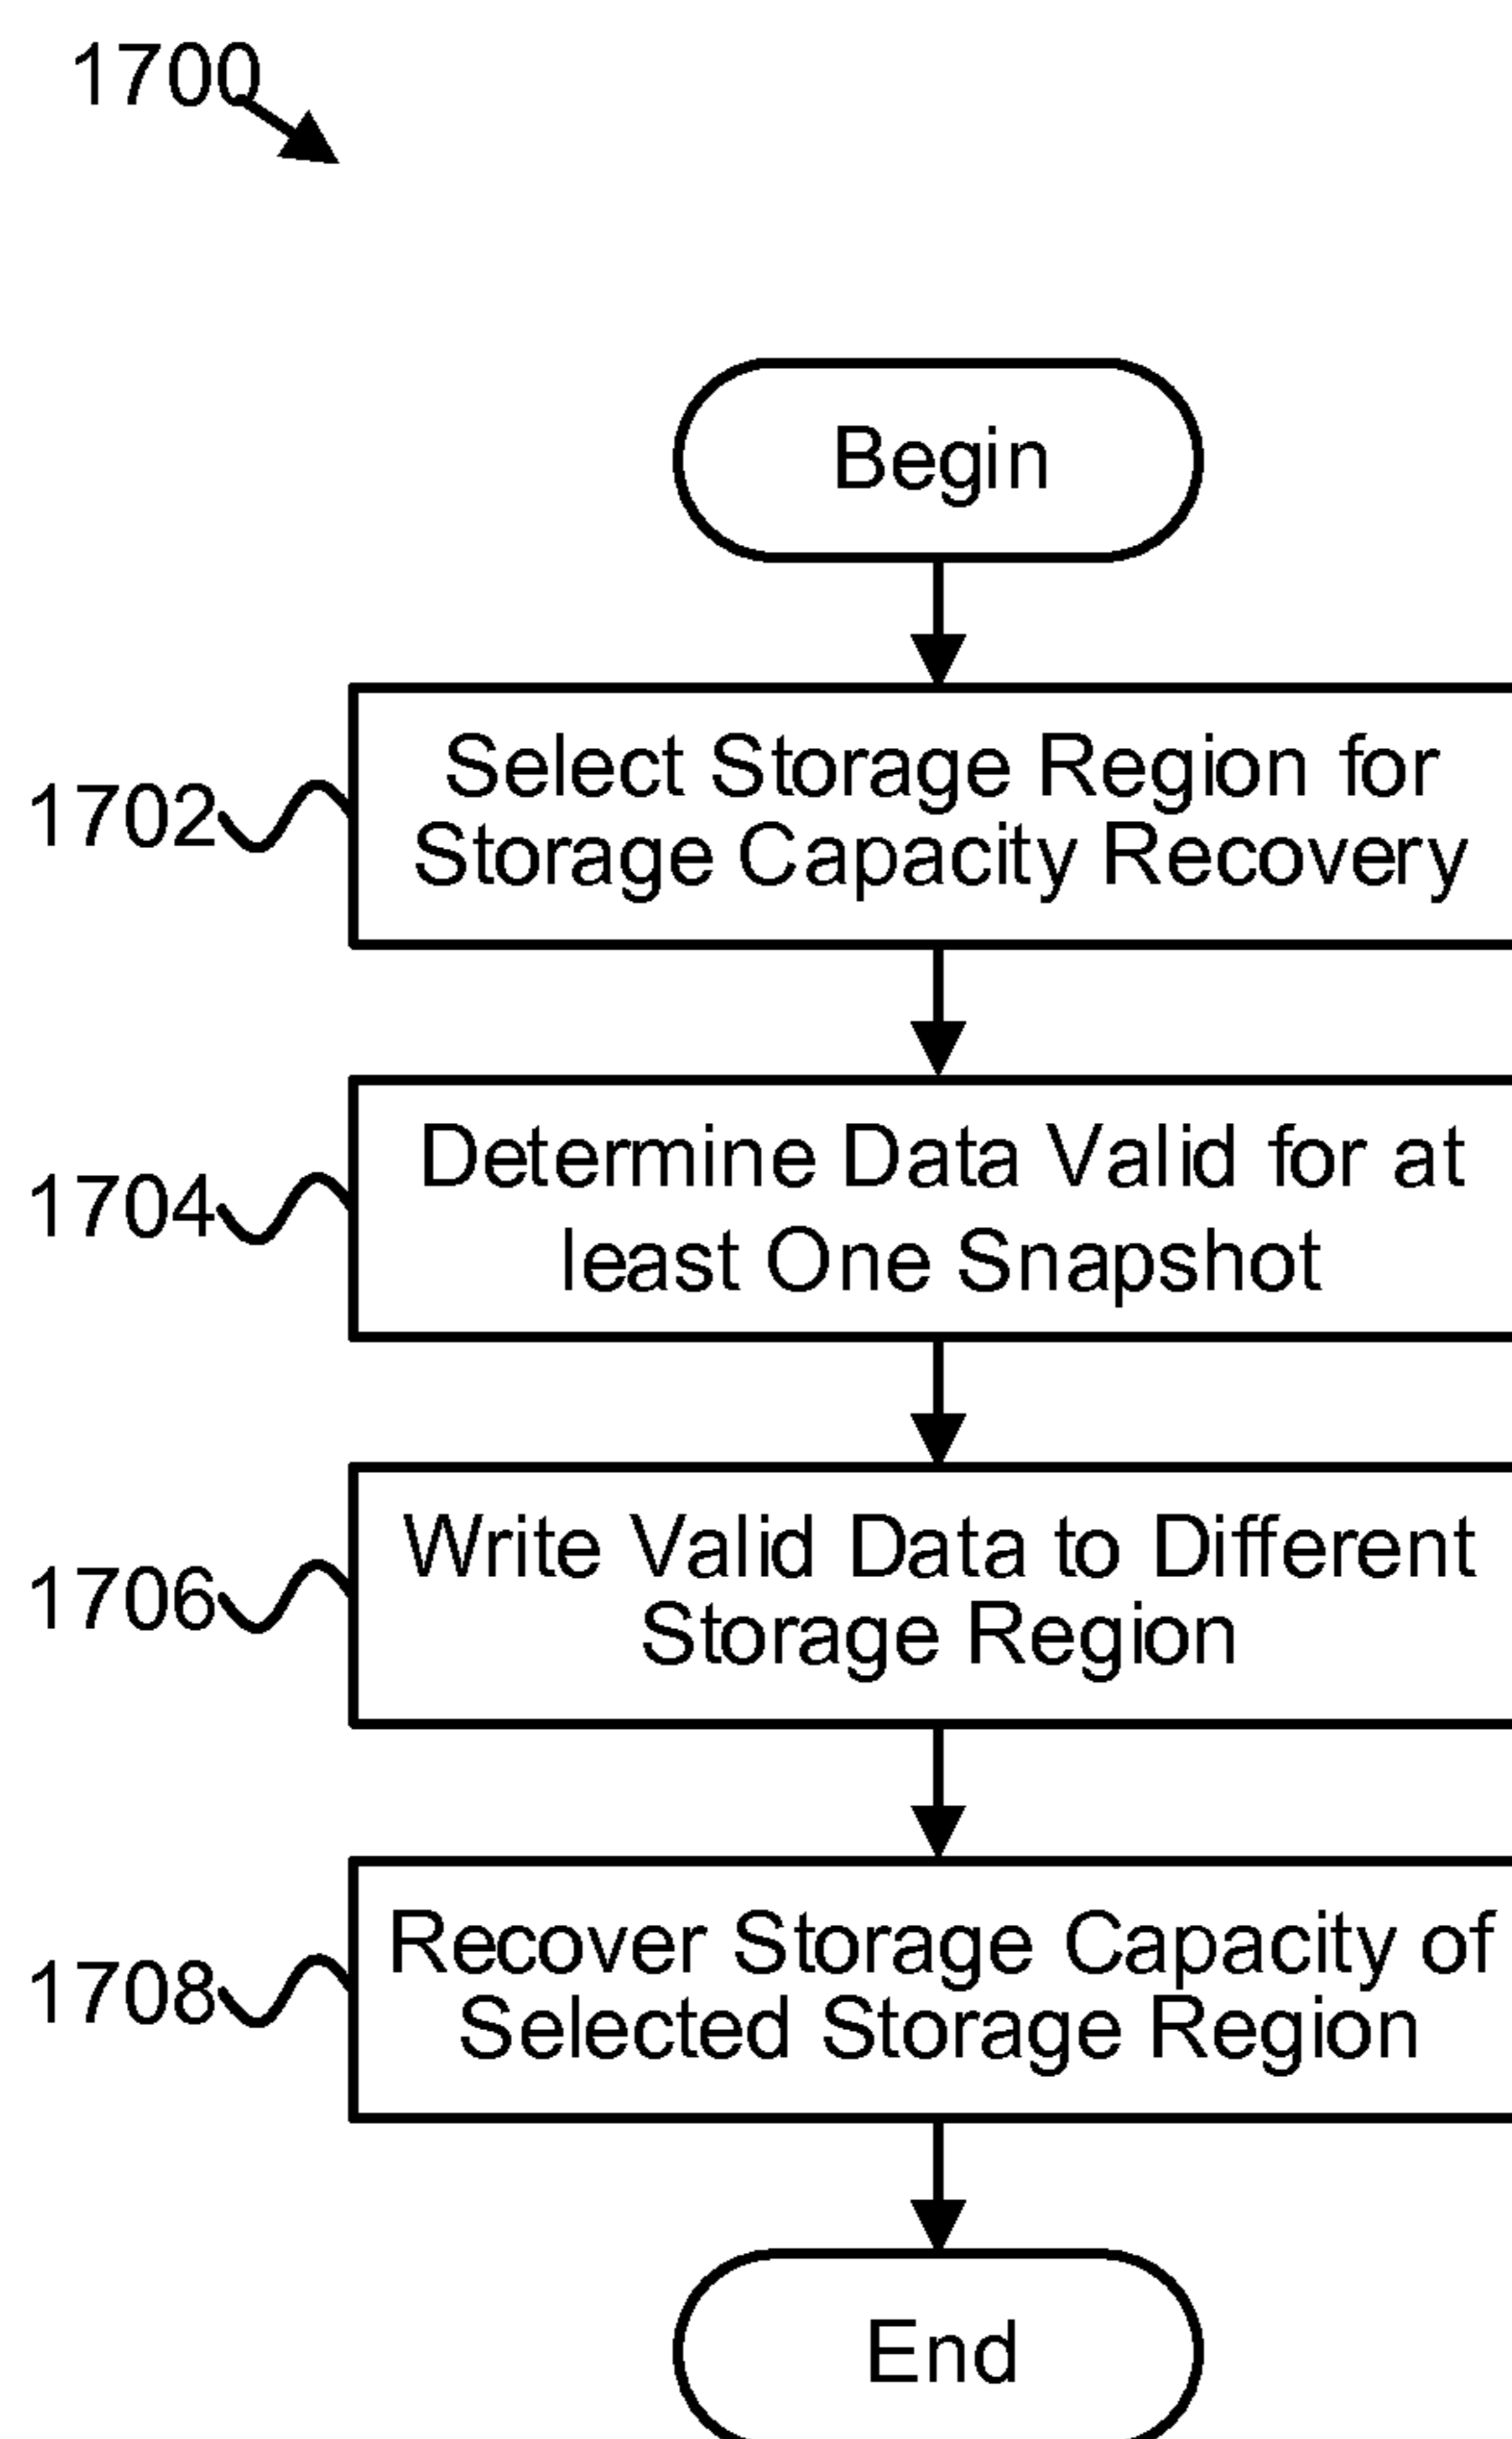 1700
Begin
1702
Select Storage Region for
Storage Capacity Recovery
1704
Determine Data Valid for at
least One Snapshot
1706
Write Valid Data to Different
Storage Region
1708
Recover Storage Capacity of
Selected Storage Region
End